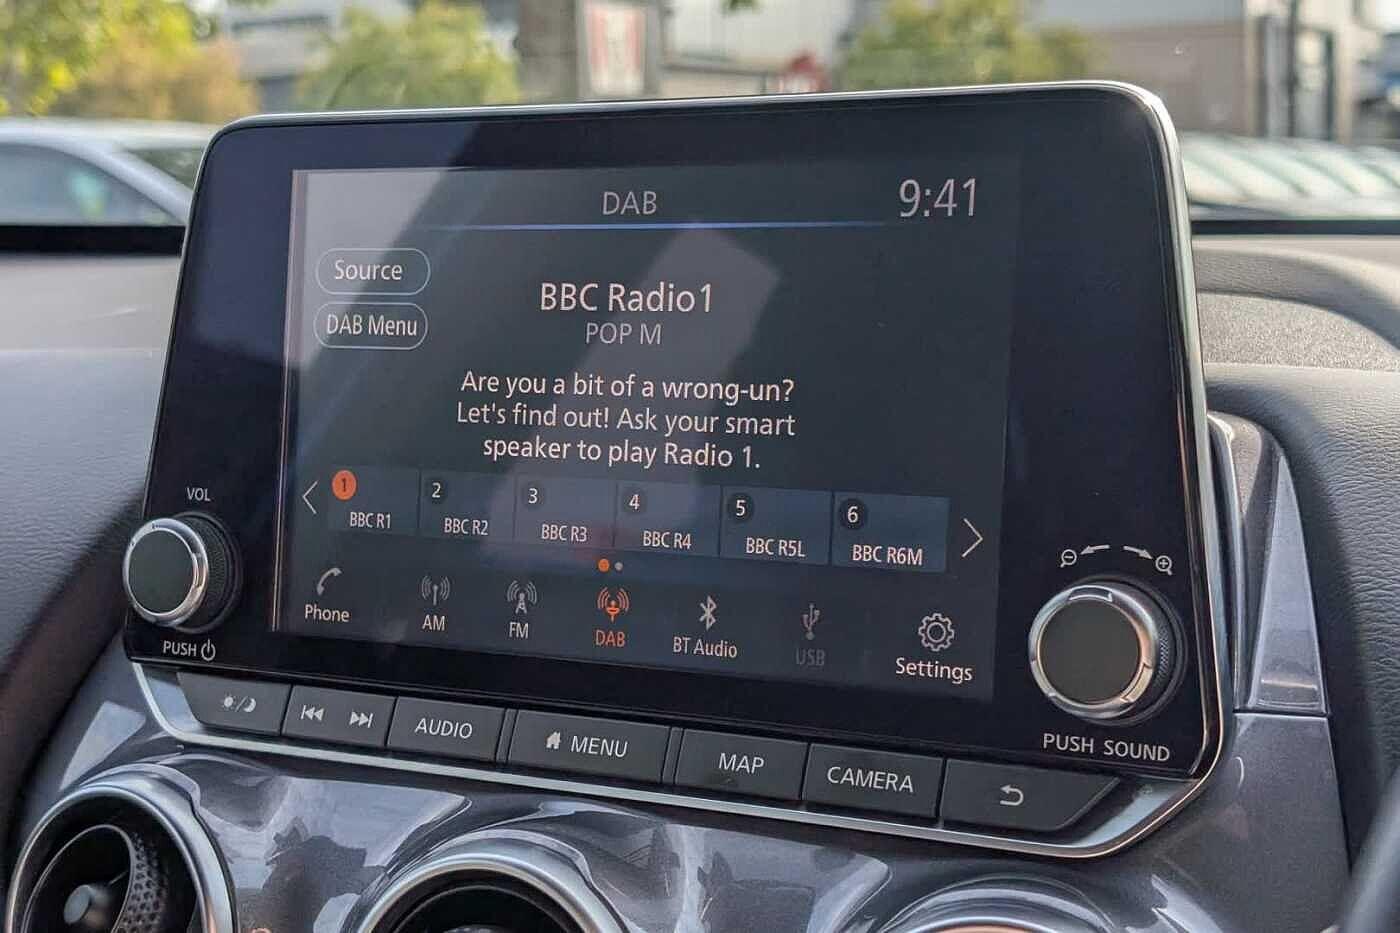 DAB
9:41
Source
DAB Menu
BBC Radio1
POP M
Are you a bit of a wrong-un?
Let's find out! Ask your smart
speaker to play Radio 1.
1
BBC R1
2
BBC R2
3
BBC R3
4
BBC R4
5
BBC R5L
6
BBC R6M
Phone
AM
FM
DAB
BT Audio
USB
Settings
VOL
PUSH
PUSH SOUND
AUDIO
MENU
MAP
CAMERA